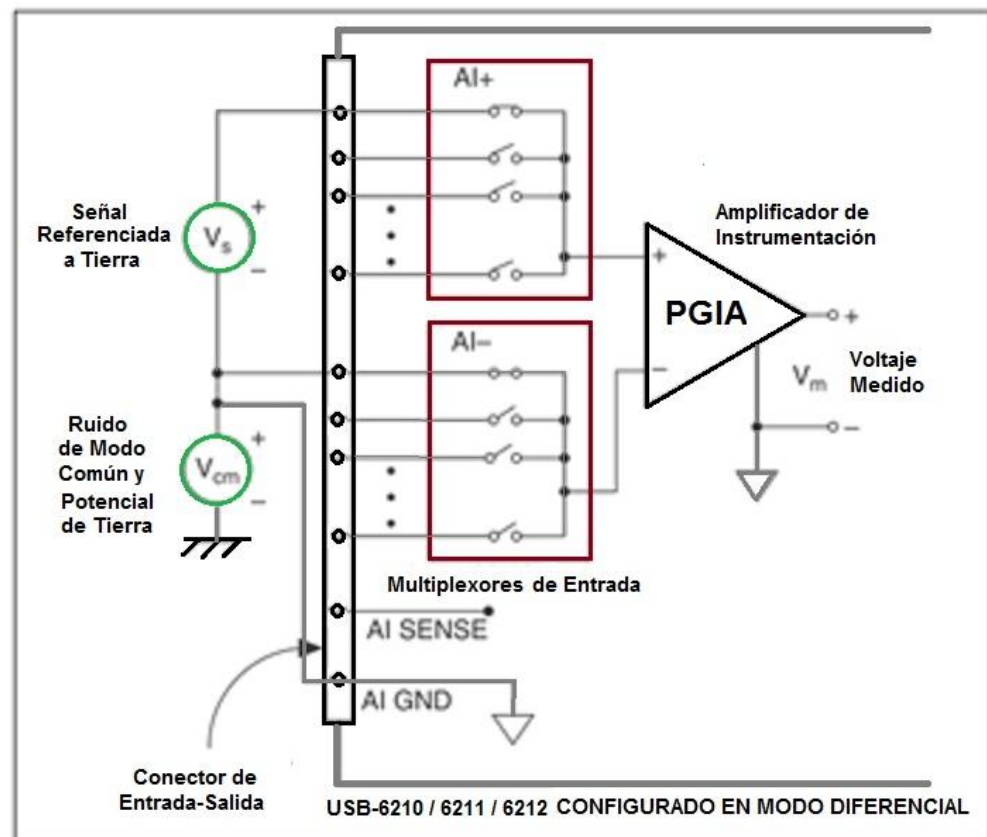 AI+
Señal
Referenciada
a Tierra
Vs
+
−
Amplificador de
Instrumentación
+
PGIA
−
+
Vm
−
Voltaje
Medido
AI−
Ruido
de Modo
Común y
Potencial
de Tierra
Vcm
+
−
Multiplexores de Entrada
AI SENSE
AI GND
Conector de
Entrada-Salida
USB-6210 / 6211 / 6212 CONFIGURADO EN MODO DIFERENCIAL